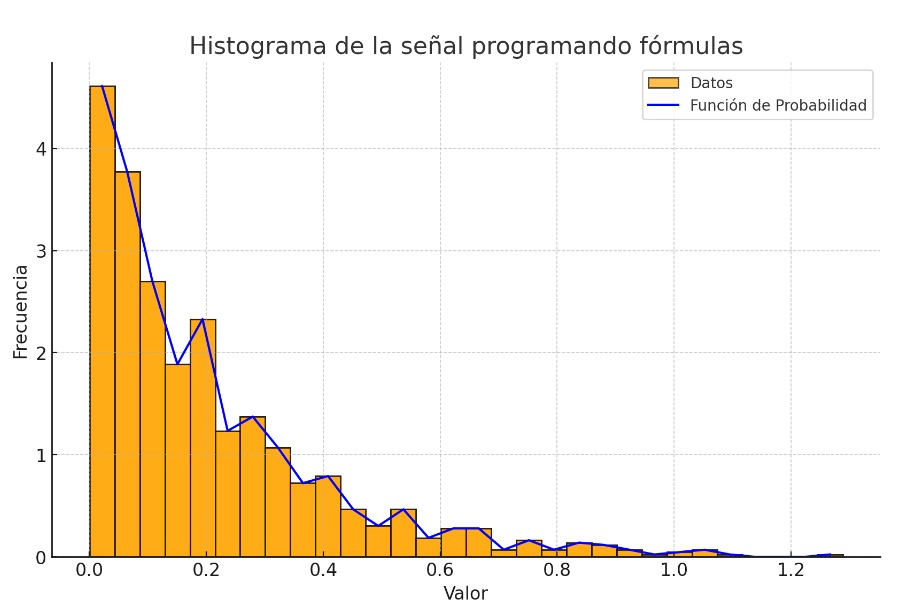 Histograma de la señal programando fórmulas
Datos
Función de Probabilidad
Frecuencia
4
3
2
1
0
0.0 0.2 0.4 0.6 0.8 1.0 1.2
Valor